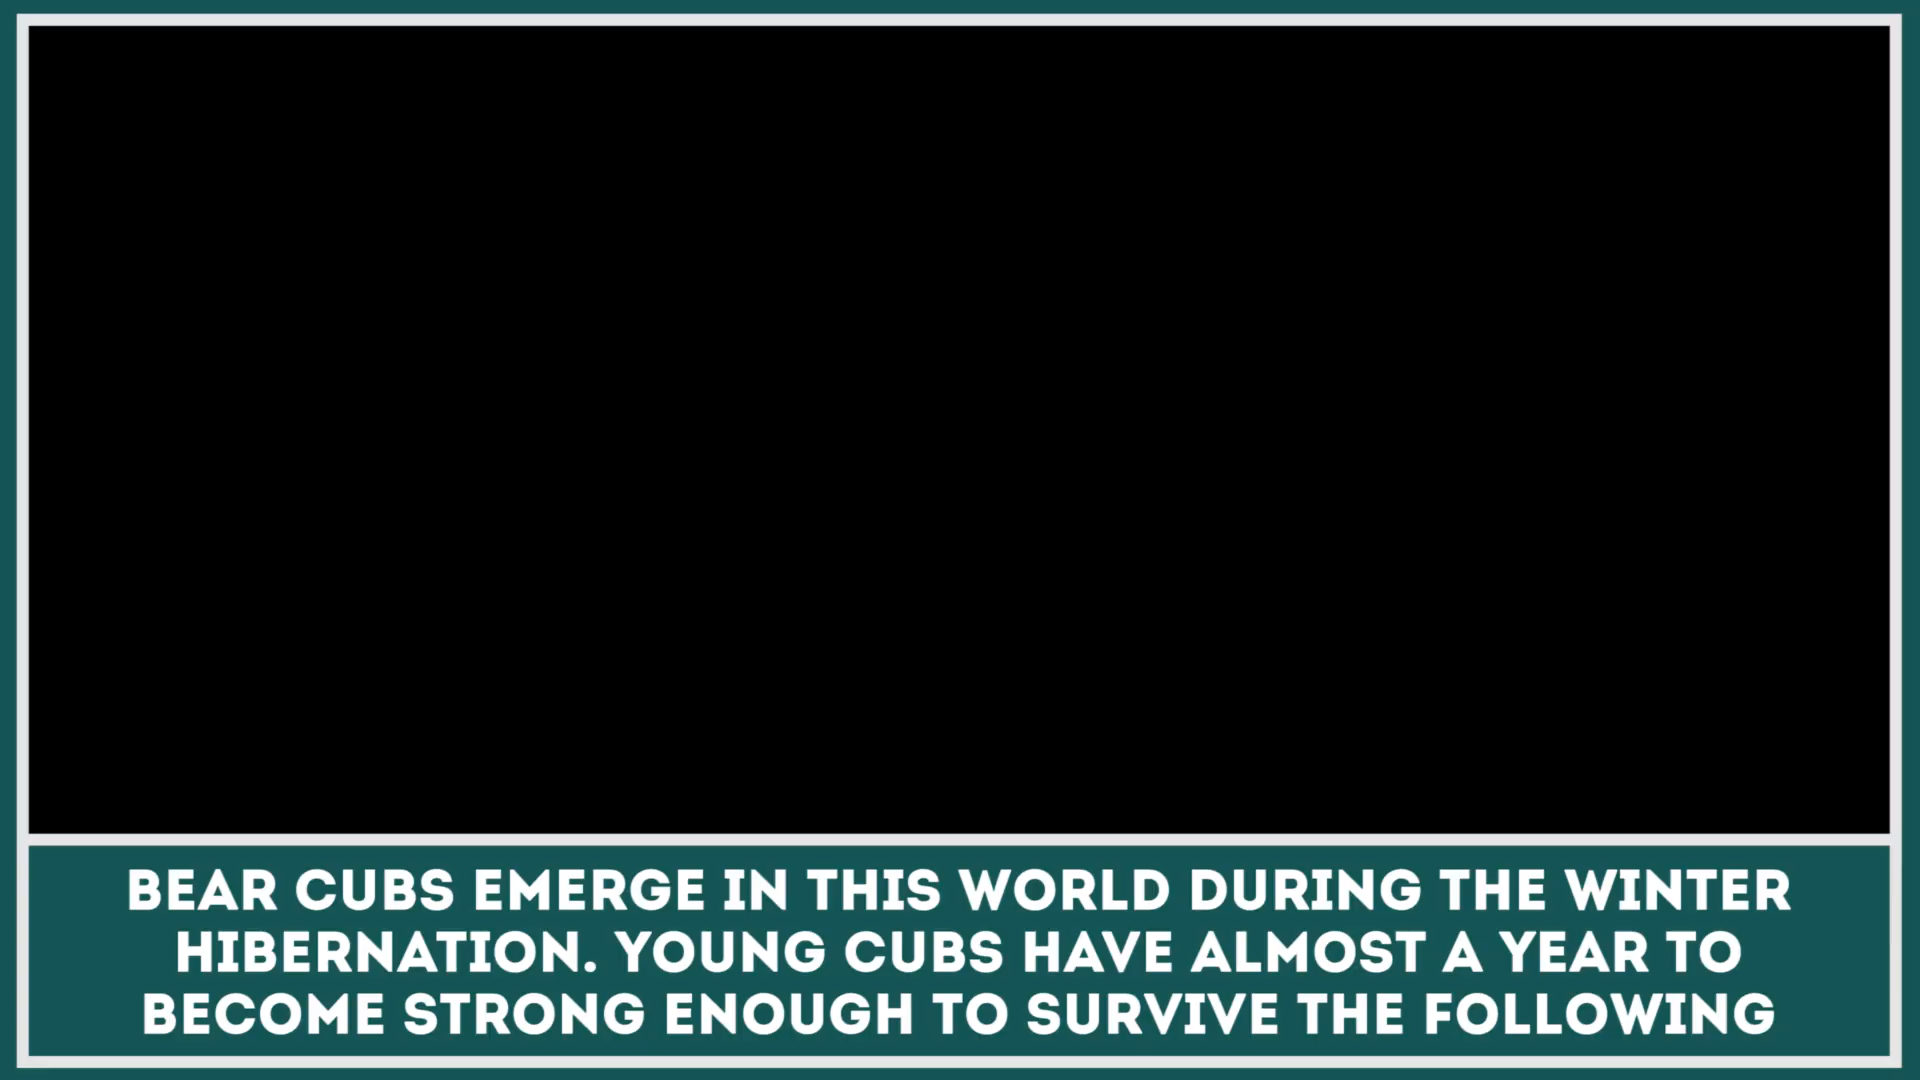 BEAR CUBS EMERGE IN THIS WORLD DURING THE WINTER
HIBERNATION. YOUNG CUBS HAVE ALMOST A YEAR TO
BECOME STRONG ENOUGH TO SURVIVE THE FOLLOWING